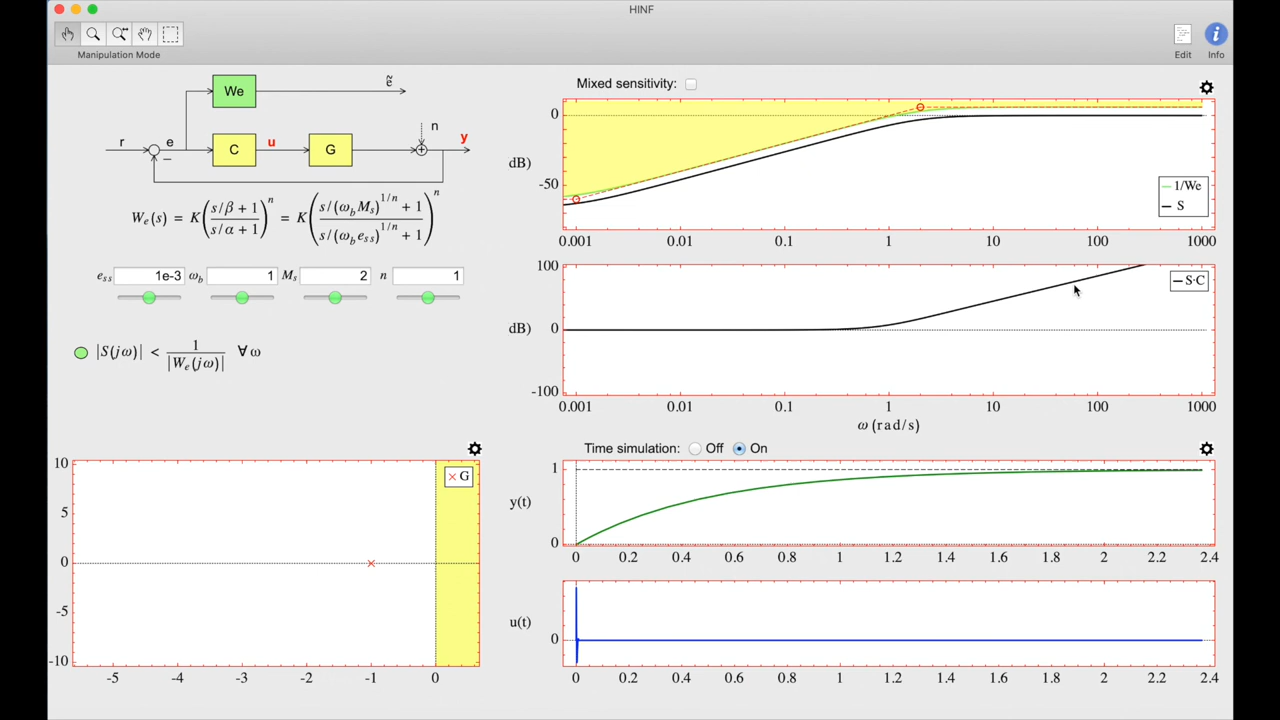 HINF
Manipulation Mode
Edit
Info
We
ẽ
r
e
−
C
u
G
n
+
y
W_e(s) = K((s/β + 1)/(s/α + 1))^n = K((s/(ω_b M_s)^{1/n} + 1)/(s/(ω_b e_ss)^{1/n} + 1))^n
e_ss 1e-3 ω_b 1 M_s 2 n 1
|S(jω)| < 1/|W_e(jω)| ∀ω
Mixed sensitivity:
0
dB)
-50
1/We
S
0.001 0.01 0.1 1 10 100 1000
100
S·C
dB) 0
-100
0.001 0.01 0.1 1 10 100 1000
ω (rad/s)
10
5
0
-5
-10
× G
-5 -4 -3 -2 -1 0
Time simulation: Off On
1
y(t)
0
0 0.2 0.4 0.6 0.8 1 1.2 1.4 1.6 1.8 2 2.2 2.4
u(t)
0
0 0.2 0.4 0.6 0.8 1 1.2 1.4 1.6 1.8 2 2.2 2.4